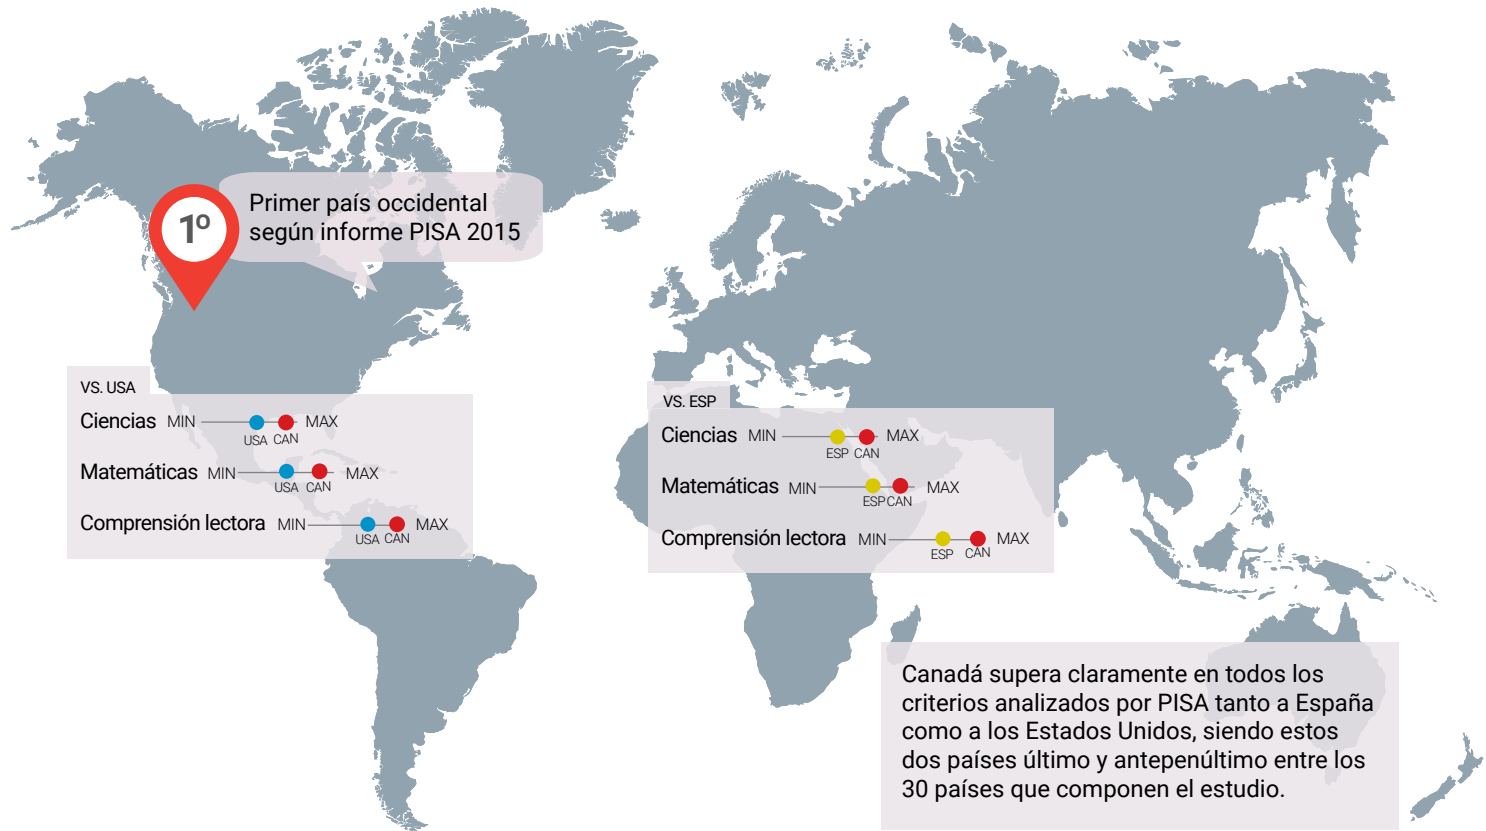 1º
Primer país occidental
según informe PISA 2015
VS. USA
Ciencias MIN MAX
USA CAN
Matemáticas MIN MAX
USA CAN
Comprensión lectora MIN MAX
USA CAN
VS. ESP
Ciencias MIN MAX
ESP CAN
Matemáticas MIN MAX
ESP CAN
Comprensión lectora MIN MAX
ESP CAN
Canadá supera claramente en todos los
criterios analizados por PISA tanto a España
como a los Estados Unidos, siendo estos
dos países último y antepenúltimo entre los
30 países que componen el estudio.